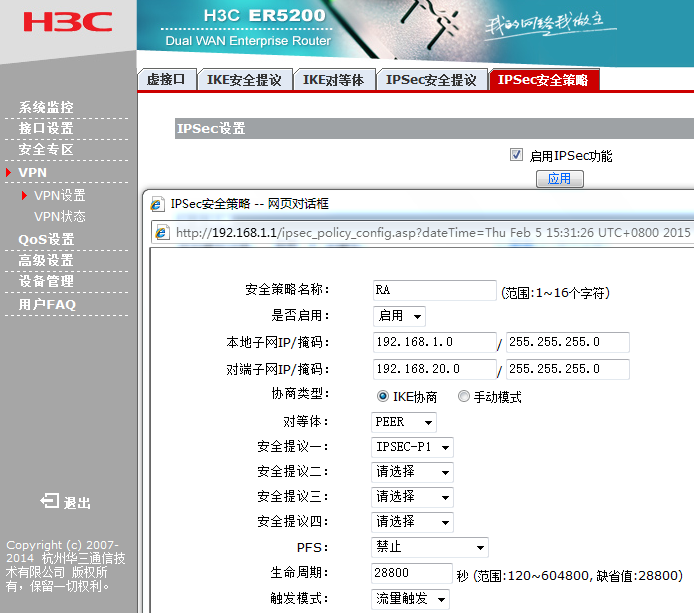 H3C
H3C ER5200
Dual WAN Enterprise Router
我的网络我做主
虚接口 IKE安全提议 IKE对等体 IPSec安全提议 IPSec安全策略
系统监控
接口设置
安全专区
VPN
VPN设置
VPN状态
QoS设置
高级设置
设备管理
用户FAQ
退出
Copyright (c) 2007-
2014 杭州华三通信技
术有限公司 版权所
有，保留一切权利。
IPSec设置
启用IPSec功能
应用
IPSec安全策略 -- 网页对话框
http://192.168.1.1/ipsec_policy_config.asp?dateTime=Thu Feb 5 15:31:26 UTC+0800 2015
安全策略名称： RA (范围:1~16个字符)
是否启用： 启用
本地子网IP/掩码： 192.168.1.0 / 255.255.255.0
对端子网IP/掩码： 192.168.20.0 / 255.255.255.0
协商类型： IKE协商 手动模式
对等体： PEER
安全提议一： IPSEC-P1
安全提议二： 请选择
安全提议三： 请选择
安全提议四： 请选择
PFS： 禁止
生命周期： 28800 秒 (范围:120~604800, 缺省值:28800)
触发模式： 流量触发